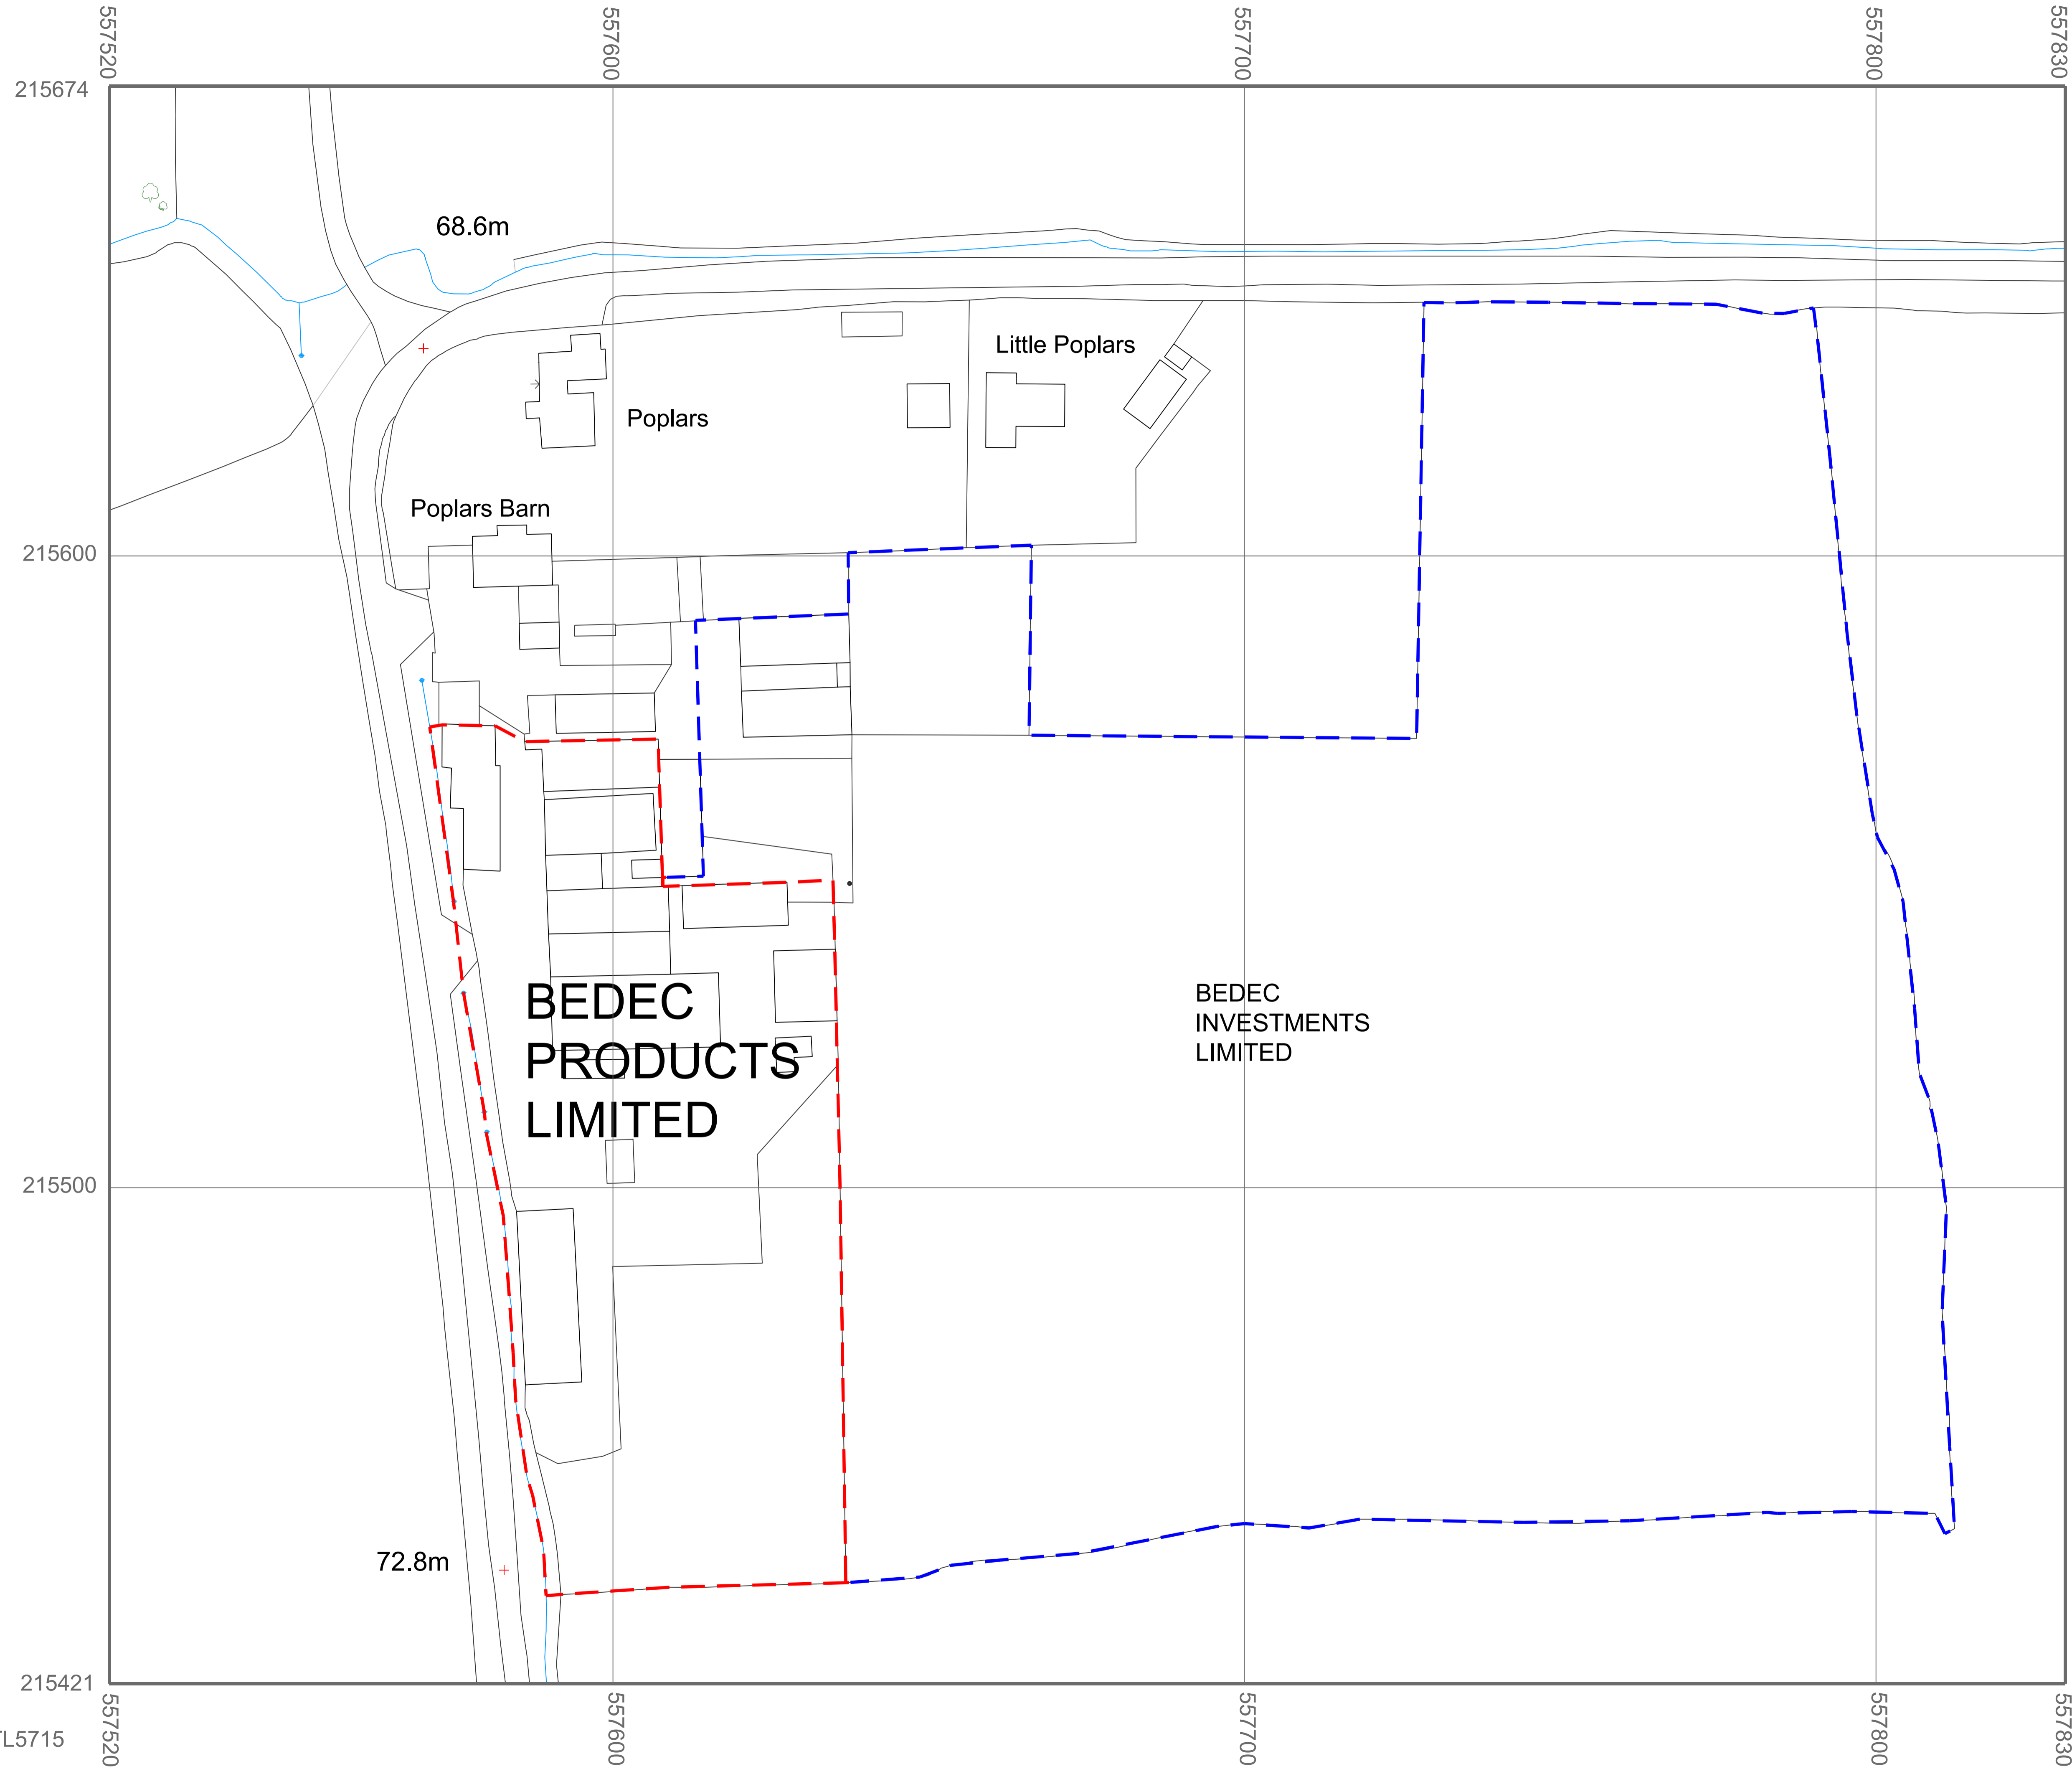 557520
557600
557700
557800
557830
215674
68.6m
Little Poplars
Poplars
Poplars Barn
215600
BEDEC
PRODUCTS
LIMITED
BEDEC
INVESTMENTS
LIMITED
215500
72.8m
215421
TL5715
557520
557600
557700
557800
557830